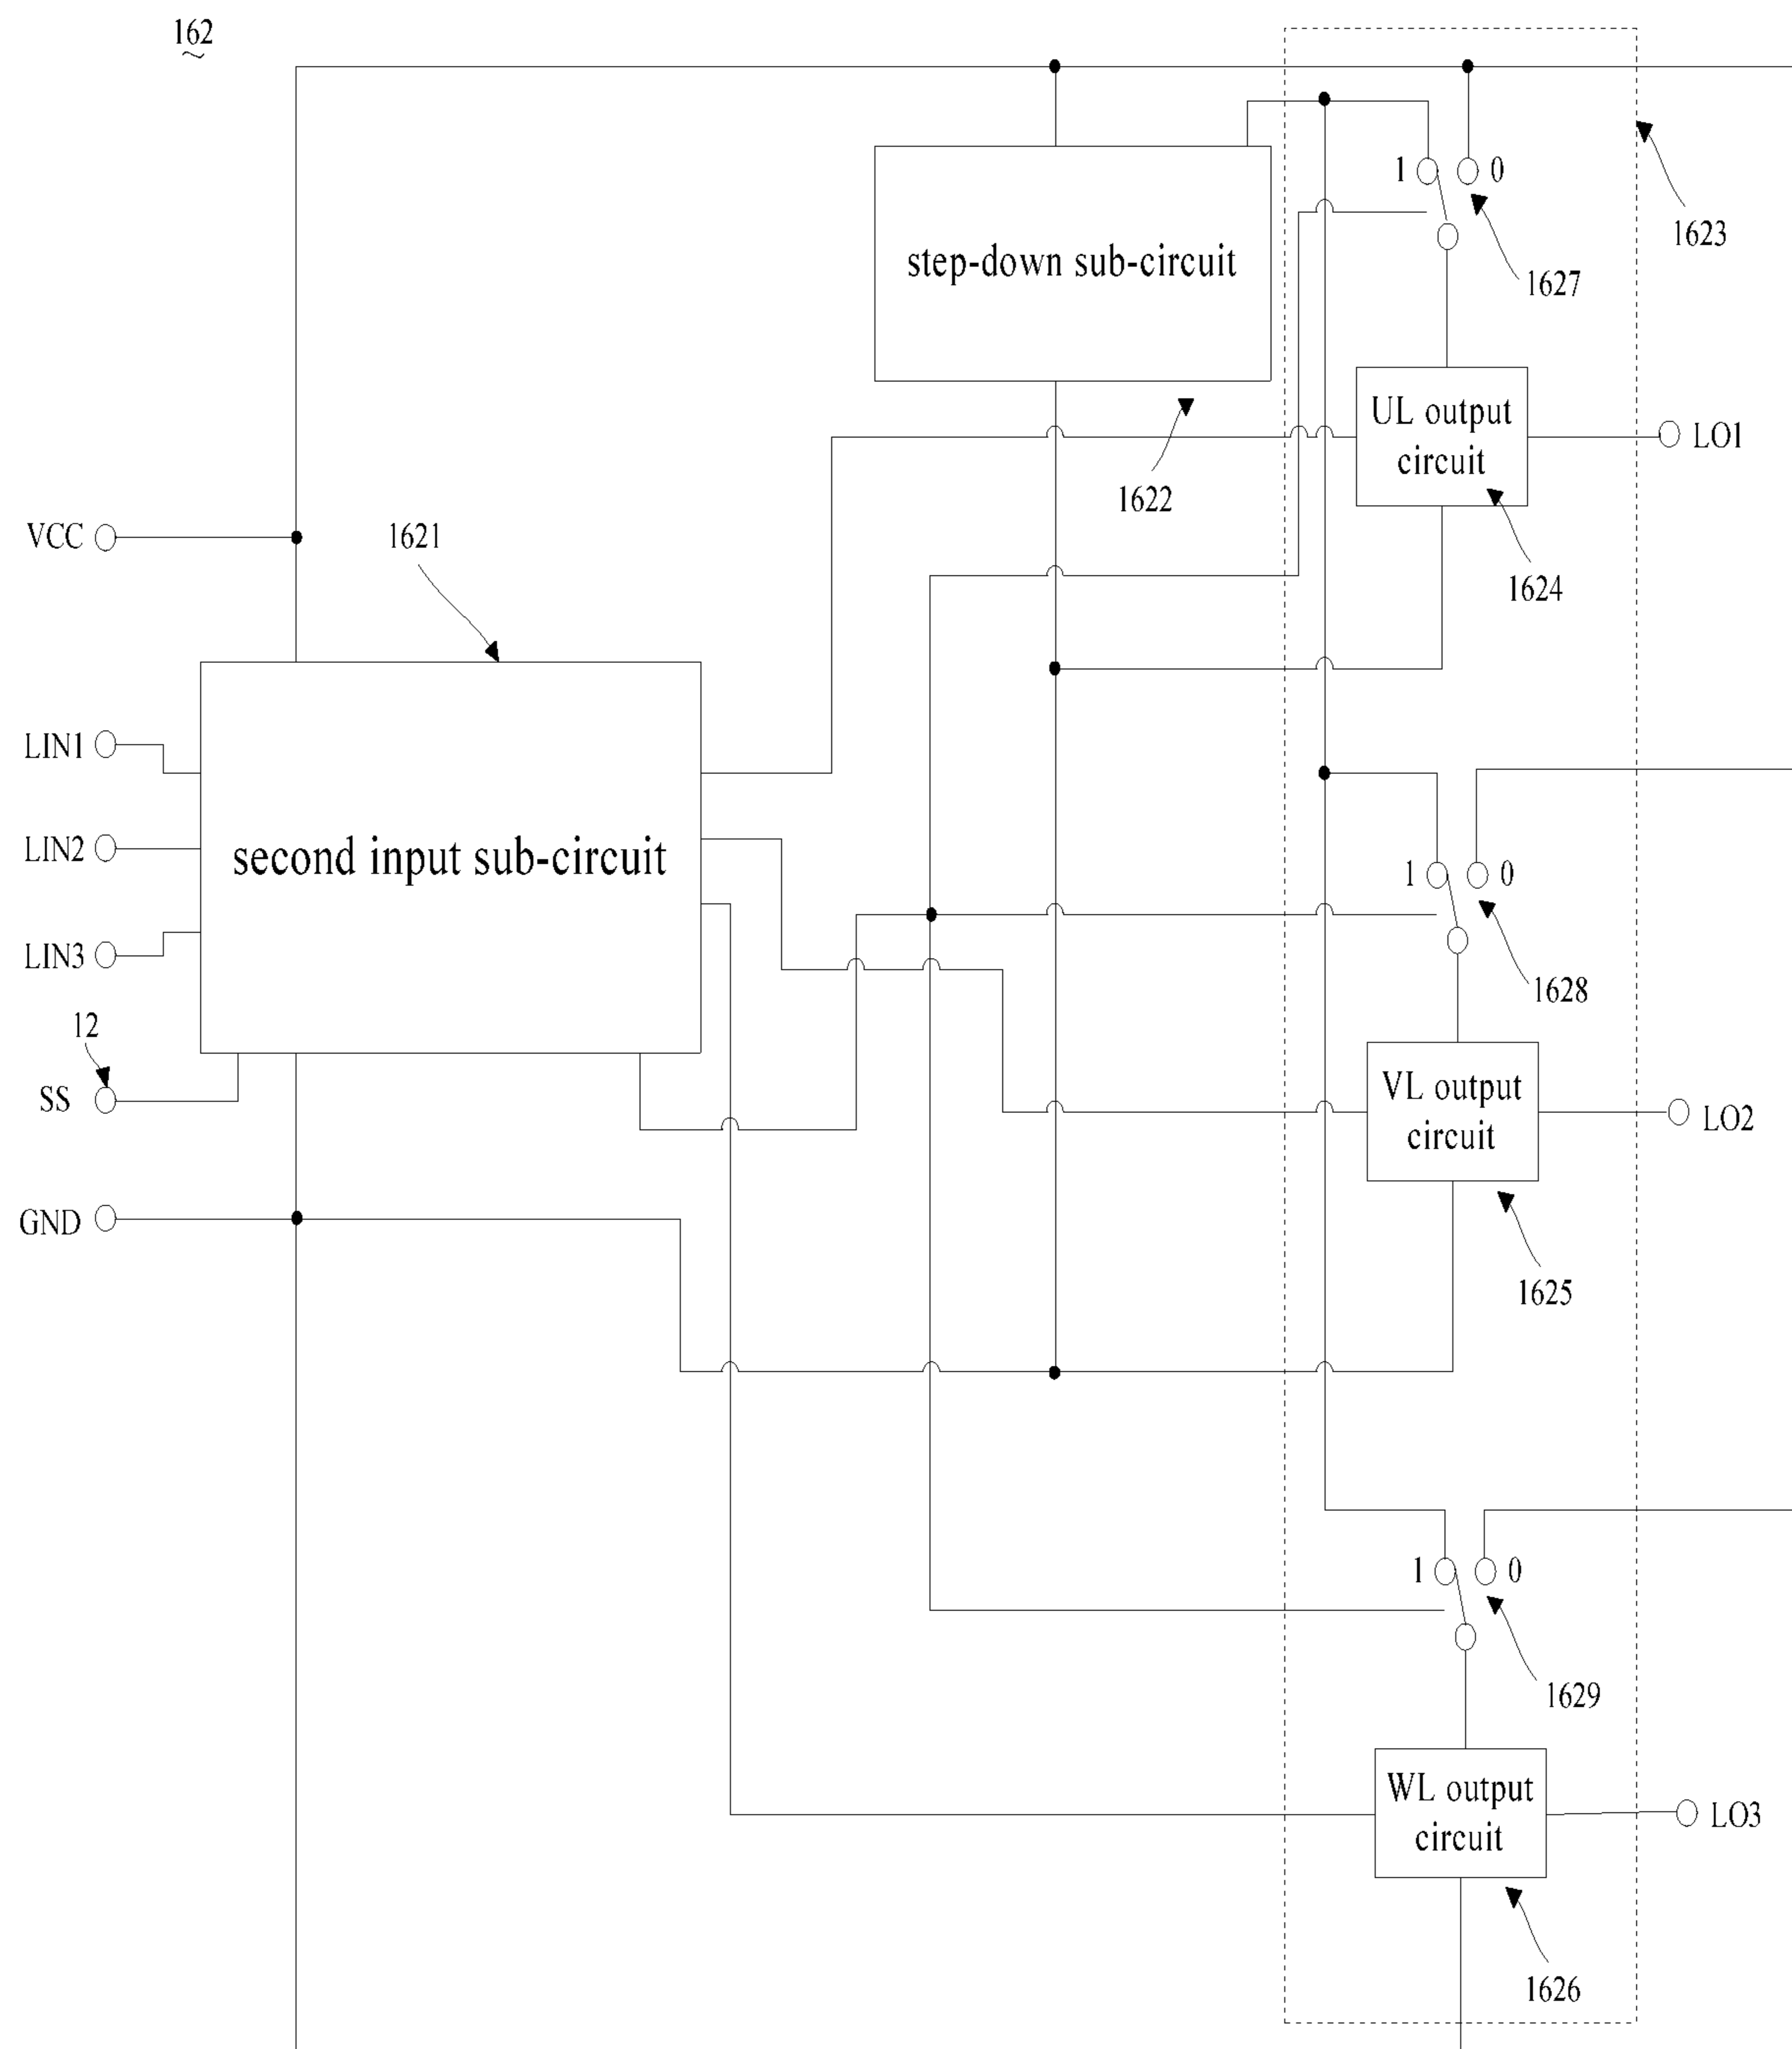 162
1623
1 0
1627
step-down sub-circuit
UL output
circuit
LO1
1622
1624
VCC
1621
LIN1
LIN2
LIN3
second input sub-circuit
1 0
1628
12
SS
VL output
circuit
LO2
GND
1625
1 0
1629
WL output
circuit
LO3
1626